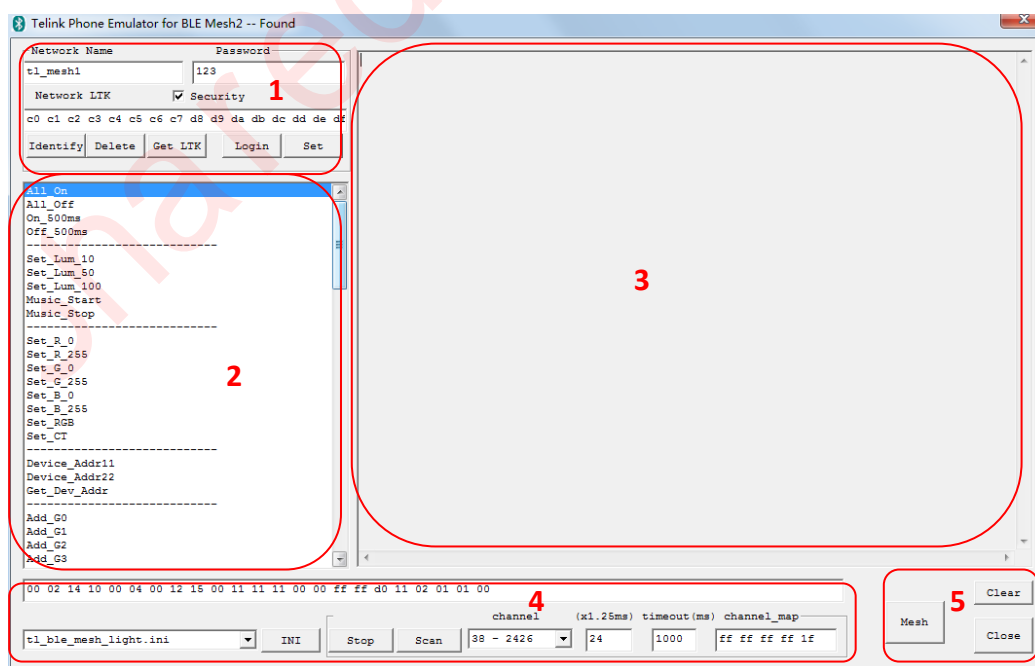 Telink Phone Emulator for BLE Mesh2 -- Found
Network Name Password
tl_mesh1 123
Network LTK Security 1
c0 c1 c2 c3 c4 c5 c6 c7 d8 d9 da db dc dd de df
Identify Delete Get LTK Login Set
All_On
All_Off
On_500ms
Off_500ms
-----------------------------
Set_Lum_10
Set_Lum_50
Set_Lum_100
Music_Start
Music_Stop
-----------------------------
Set_R_0
Set_R_255
Set_G_0
Set_G_255
Set_B_0
Set_B_255
Set_RGB
Set_CT
-----------------------------
Device_Addr11
Device_Addr22
Get_Dev_Addr
-----------------------------
Add_G0
Add_G1
Add_G2
Add_G3
2
3
00 02 14 10 00 04 00 12 15 00 11 11 11 00 00 ff ff d0 11 02 01 01 00
4
channel (x1.25ms) timeout(ms) channel_map
tl_ble_mesh_light.ini INI Stop Scan 38 - 2426 24 1000 ff ff ff ff 1f
5
Mesh
Clear
Close